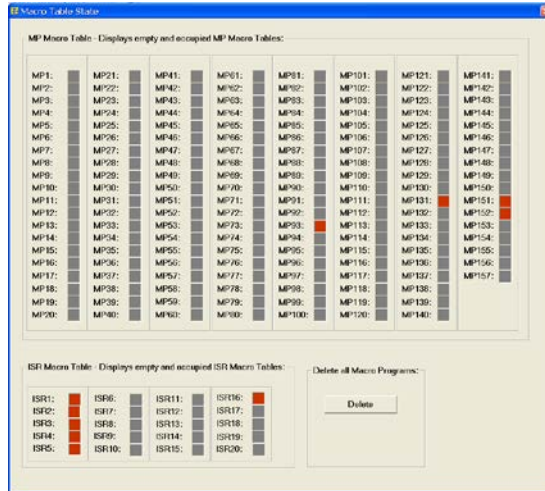 Macro Table State
MP Macro Table - Displays empty and occupied MP Macro Tables:
MP1: MP21: MP41: MP61: MP81: MP101: MP121: MP141:
MP2: MP22: MP42: MP62: MP82: MP102: MP122: MP142:
MP3: MP23: MP43: MP63: MP83: MP103: MP123: MP143:
MP4: MP24: MP44: MP64: MP84: MP104: MP124: MP144:
MP5: MP25: MP45: MP65: MP85: MP105: MP125: MP145:
MP6: MP26: MP46: MP66: MP86: MP106: MP126: MP146:
MP7: MP27: MP47: MP67: MP87: MP107: MP127: MP147:
MP8: MP28: MP48: MP68: MP88: MP108: MP128: MP148:
MP9: MP29: MP49: MP69: MP89: MP109: MP129: MP149:
MP10: MP30: MP50: MP70: MP90: MP110: MP130: MP150:
MP11: MP31: MP51: MP71: MP91: MP111: MP131: MP151:
MP12: MP32: MP52: MP72: MP92: MP112: MP132: MP152:
MP13: MP33: MP53: MP73: MP93: MP113: MP133: MP153:
MP14: MP34: MP54: MP74: MP94: MP114: MP134: MP154:
MP15: MP35: MP55: MP75: MP95: MP115: MP135: MP155:
MP16: MP36: MP56: MP76: MP96: MP116: MP136: MP156:
MP17: MP37: MP57: MP77: MP97: MP117: MP137: MP157:
MP18: MP38: MP58: MP78: MP98: MP118: MP138:
MP19: MP39: MP59: MP79: MP99: MP119: MP139:
MP20: MP40: MP60: MP80: MP100: MP120: MP140:
ISR Macro Table - Displays empty and occupied ISR Macro Tables:
ISR1: ISR6: ISR11: ISR16:
ISR2: ISR7: ISR12: ISR17:
ISR3: ISR8: ISR13: ISR18:
ISR4: ISR9: ISR14: ISR19:
ISR5: ISR10: ISR15: ISR20:
Delete all Macro Programs:
Delete